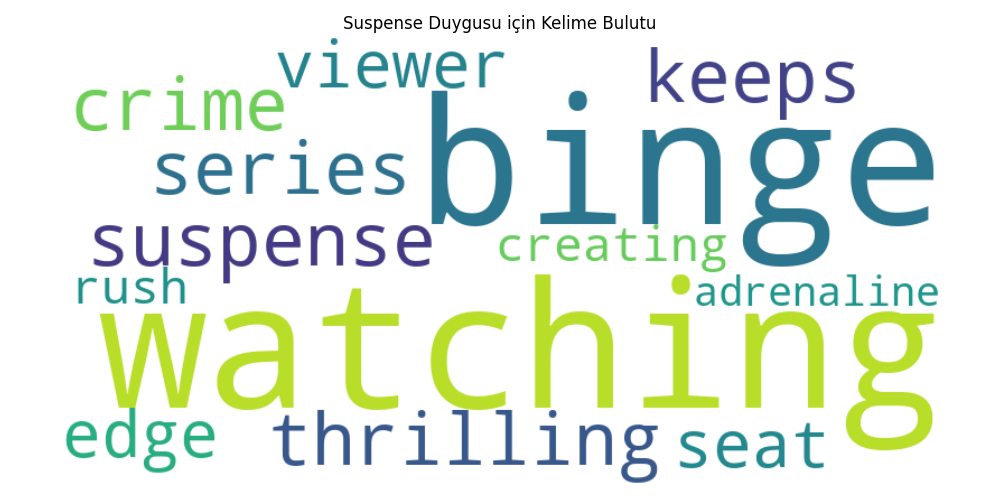 Suspense Duygusu için Kelime Bulutu
viewer
keeps
crime
binge
series
suspense
creating
rush
adrenaline
watching
edge
thrilling
seat